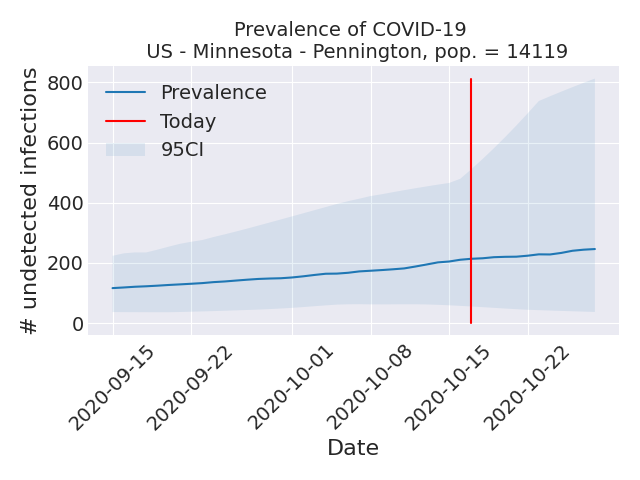 Prevalence of COVID-19
US - Minnesota - Pennington, pop. = 14119
# undetected infections
800
600
400
200
0
Prevalence
Today
95CI
2020-09-15
2020-09-22
2020-10-01
2020-10-08
2020-10-15
2020-10-22
Date